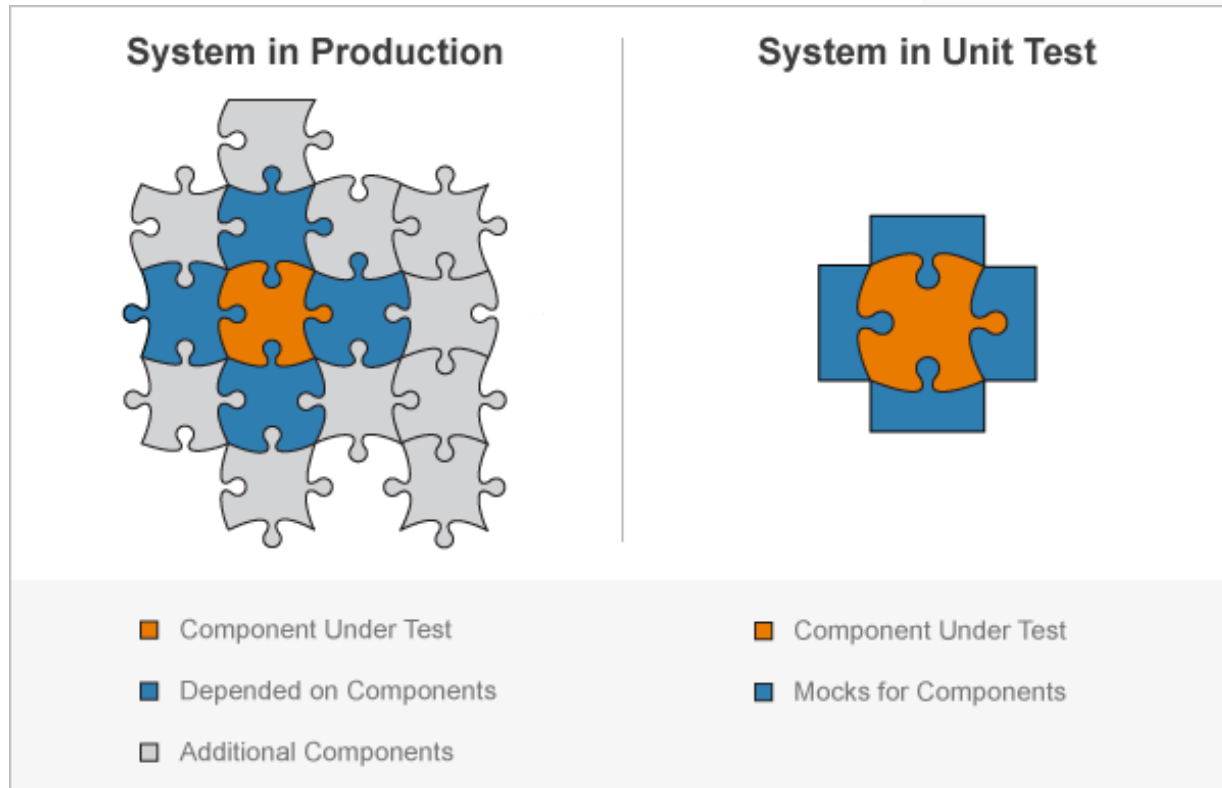 System in Production
System in Unit Test
Component Under Test
Depended on Components
Additional Components
Component Under Test
Mocks for Components